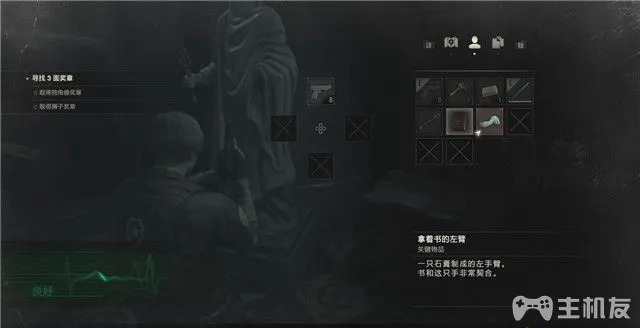 寻找 3 面奖章
取得独角兽奖章
取得狮子奖章
8
8
拿着书的左臂
关键物品
一只石膏制成的左手臂。
书和这只手非常契合。
良好
主机友